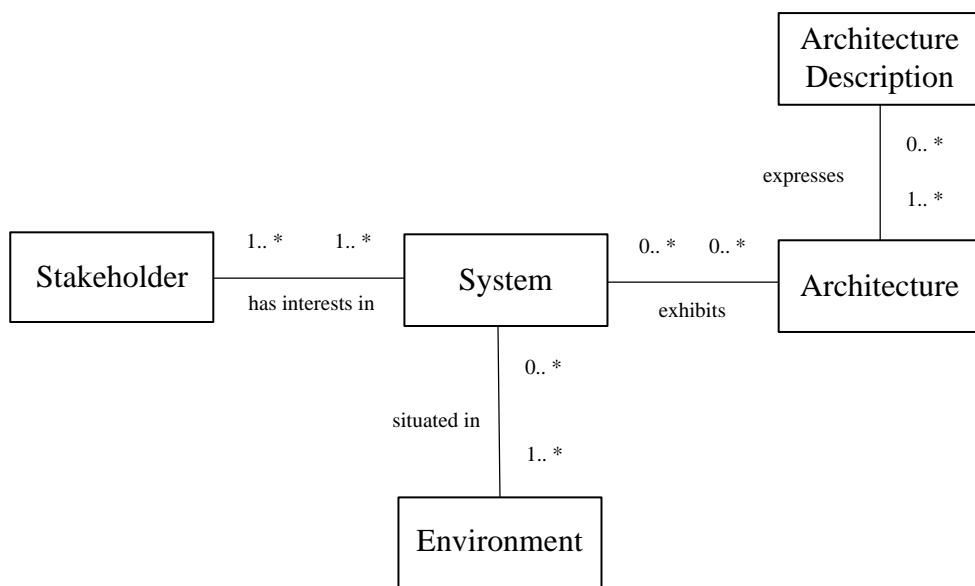 Architecture
Description
0.. *
expresses
1.. *
1.. * 1.. *
0.. * 0.. *
Stakeholder
System
Architecture
has interests in
exhibits
0.. *
situated in
1.. *
Environment